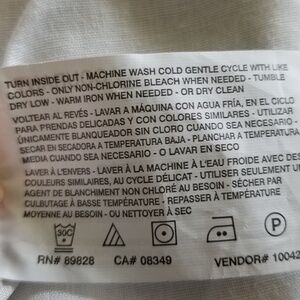 TURN INSIDE OUT - MACHINE WASH COLD GENTLE CYCLE WITH LIKE
COLORS - ONLY NON-CHLORINE BLEACH WHEN NEEDED - TUMBLE
DRY LOW - WARM IRON WHEN NEEDED - OR DRY CLEAN
VOLTEAR AL REVÉS - LAVAR A MÁQUINA CON AGUA FRÍA, EN EL CICLO
PARA PRENDAS DELICADAS Y CON COLORES SIMILARES - UTILIZAR
ÚNICAMENTE BLANQUEADOR SIN CLORO SEGÚN SEA NECESARIO -
SECAR EN SECADORA A TEMPERATURA BAJA - PLANCHAR A TEMPERATURA
MEDIA CUANDO SEA NECESARIO - O LAVAR EN SECO
LAVER À L'ENVERS - LAVER À LA MACHINE À L'EAU FROIDE AVEC DES
COULEURS SIMILAIRES, AU CYCLE DÉLICAT - UTILISER SEULEMENT UN
AGENT DE BLANCHIMENT NON CHLORÉ AU BESOIN - SÉCHER PAR
CULBUTAGE À BASSE TEMPÉRATURE - REPASSER À TEMPÉRATURE
MOYENNE AU BESOIN - OU NETTOYER À SEC
30C
P
RN# 89828 CA# 08349 VENDOR# 10042